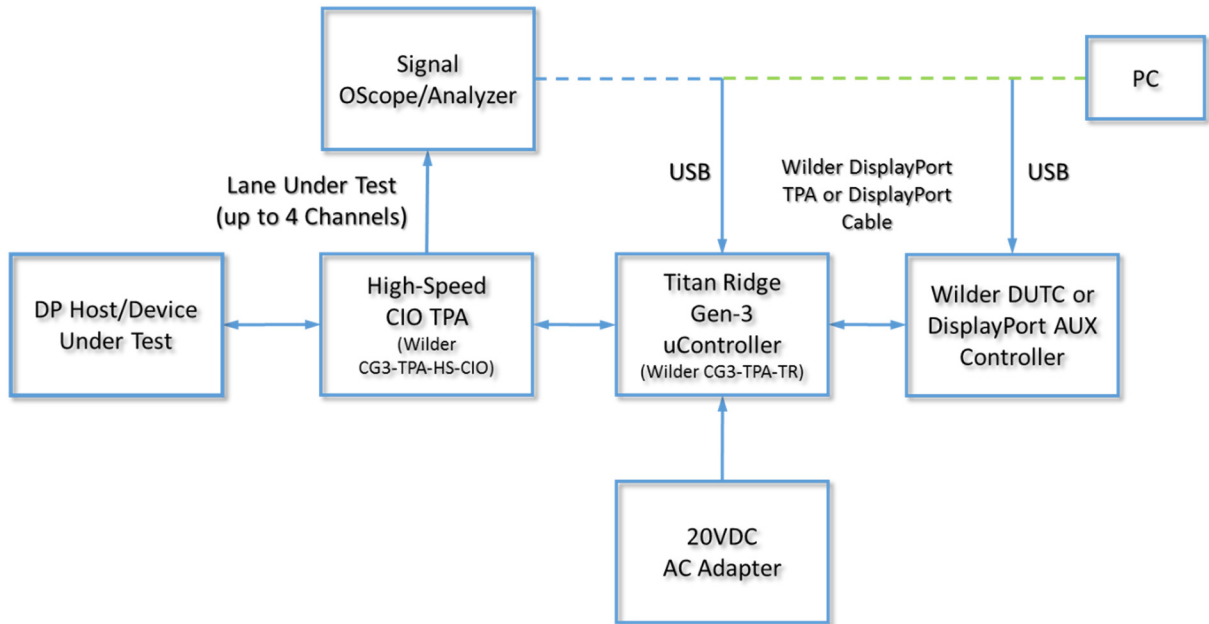 Signal
OScope/Analyzer
PC
Lane Under Test
(up to 4 Channels)
USB
Wilder DisplayPort
TPA or DisplayPort
Cable
USB
DP Host/Device
Under Test
High-Speed
CIO TPA
(Wilder
CG3-TPA-HS-CIO)
Titan Ridge
Gen-3
uController
(Wilder CG3-TPA-TR)
Wilder DUTC or
DisplayPort AUX
Controller
20VDC
AC Adapter